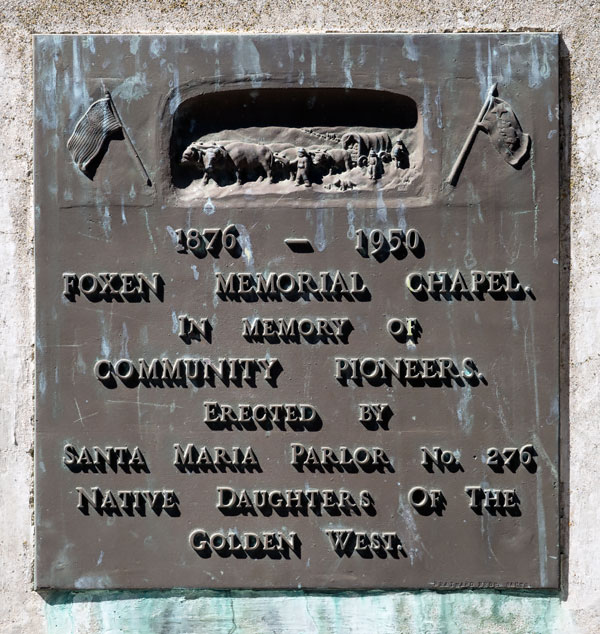 1876 – 1950
FOXEN MEMORIAL CHAPEL.
IN MEMORY OF
COMMUNITY PIONEERS.
ERECTED BY
SANTA MARIA PARLOR NO. 276
NATIVE DAUGHTERS OF THE
GOLDEN WEST.